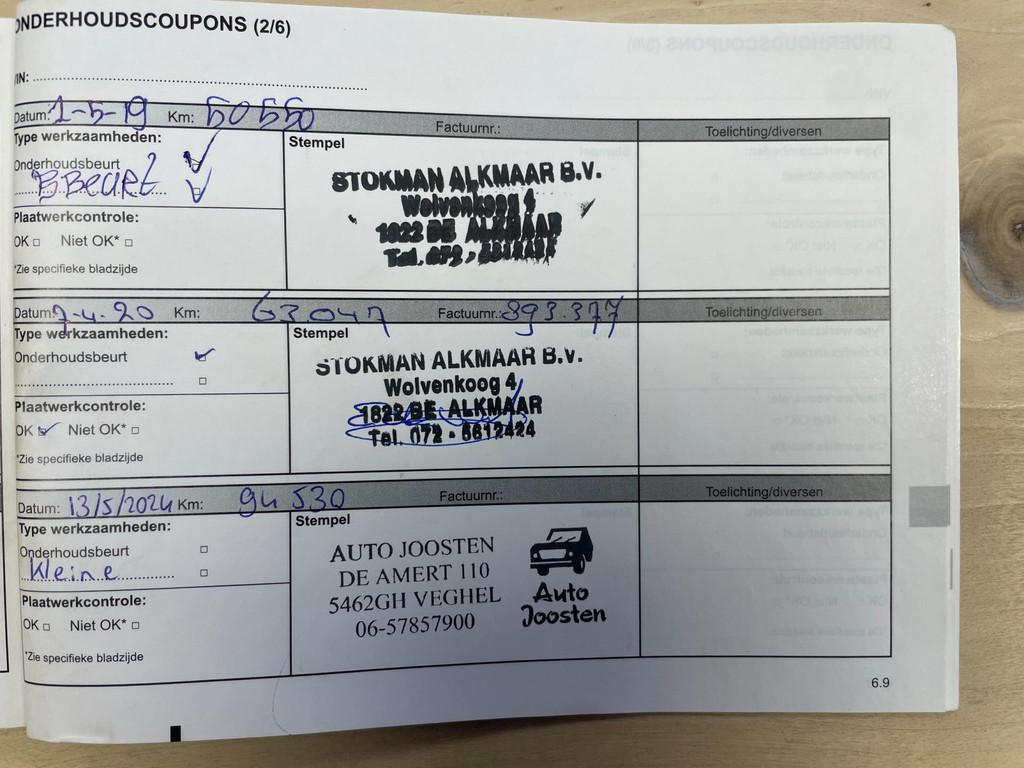 ONDERHOUDSCOUPONS (2/6)
VIN:
Datum: 1-5-19 Km: 50550 Factuurnr.: Toelichting/diversen
Type werkzaamheden:
Stempel
Onderhoudsbeurt
B Beurt
Plaatwerkcontrole:
OK Niet OK*
*Zie specifieke bladzijde
STOKMAN ALKMAAR B.V.
Wolvenkoog 4
1822 BE ALKMAAR
Tel. 072 -
Datum: 7-4-20 Km: 63047 Factuurnr.: 393.377 Toelichting/diversen
Type werkzaamheden:
Stempel
Onderhoudsbeurt
Plaatwerkcontrole:
OK Niet OK*
*Zie specifieke bladzijde
STOKMAN ALKMAAR B.V.
Wolvenkoog 4
1822 BE ALKMAAR
Tel. 072 - 5612424
Datum: 13/5/2024 Km: 94 530 Factuurnr.: Toelichting/diversen
Type werkzaamheden:
Stempel
Onderhoudsbeurt
Kleine
Plaatwerkcontrole:
OK Niet OK*
*Zie specifieke bladzijde
AUTO JOOSTEN
DE AMERT 110
5462GH VEGHEL
06-57857900
Auto
Joosten
6.9